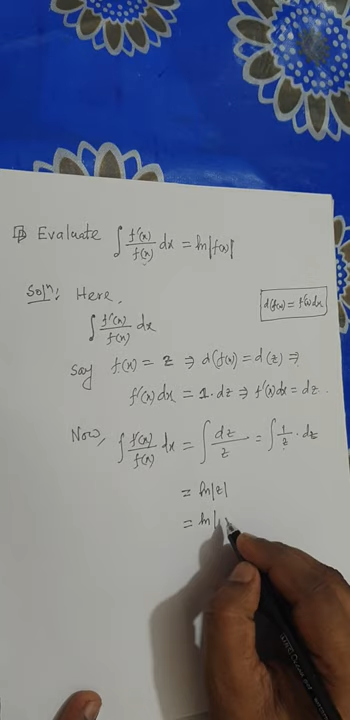 Evaluate ∫ f'(x)/f(x) dx = ln|f(x)|
Solⁿ: Here,
d(f(x)) = f'(x)dx
∫ f'(x)/f(x) dx
Say f(x) = z ⇒ d(f(x)) = d(z) ⇒
f'(x) dx = 1. dz ⇒ f'(x)dx = dz.
Now, ∫ f'(x)/f(x) dx = ∫ dz/z = ∫ 1/z . dz
= ln|z|
= ln|